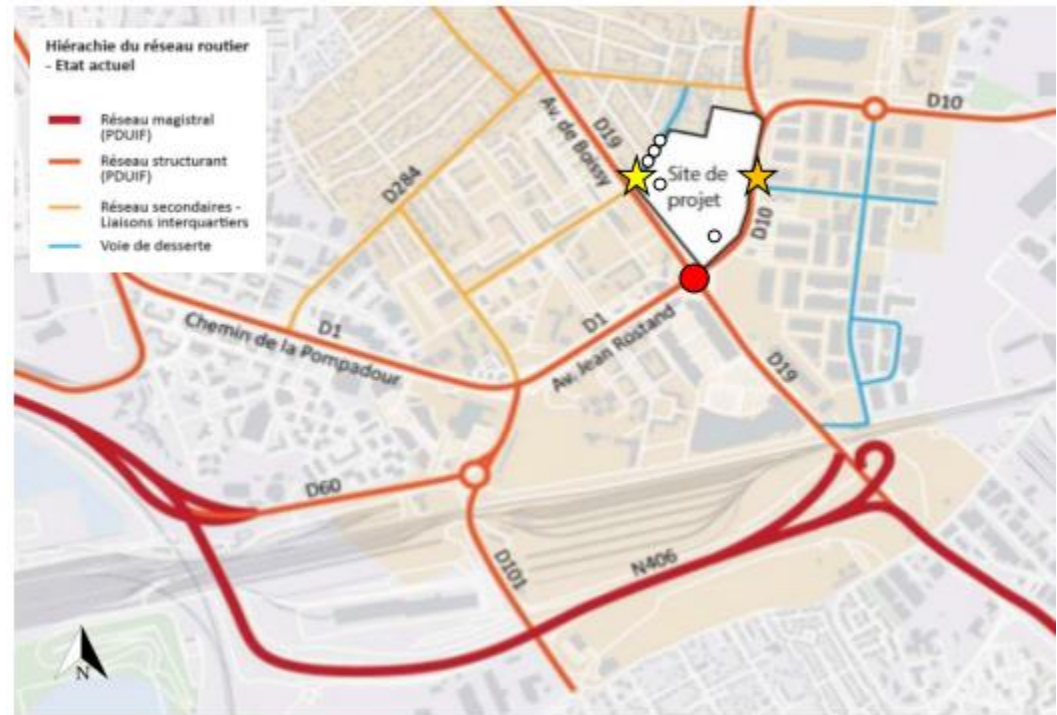 Hiérachie du réseau routier
- Etat actuel
Réseau magistral
(PDUIF)
Réseau structurant
(PDUIF)
Réseau secondaires -
Liaisons interquartiers
Voie de desserte
D10
D19
Av. de Boissy
Site de
projet
D284
D10
D1
Chemin de la Pompadour
D1
Av. Jean Rostand
D19
D60
D101
N406
N